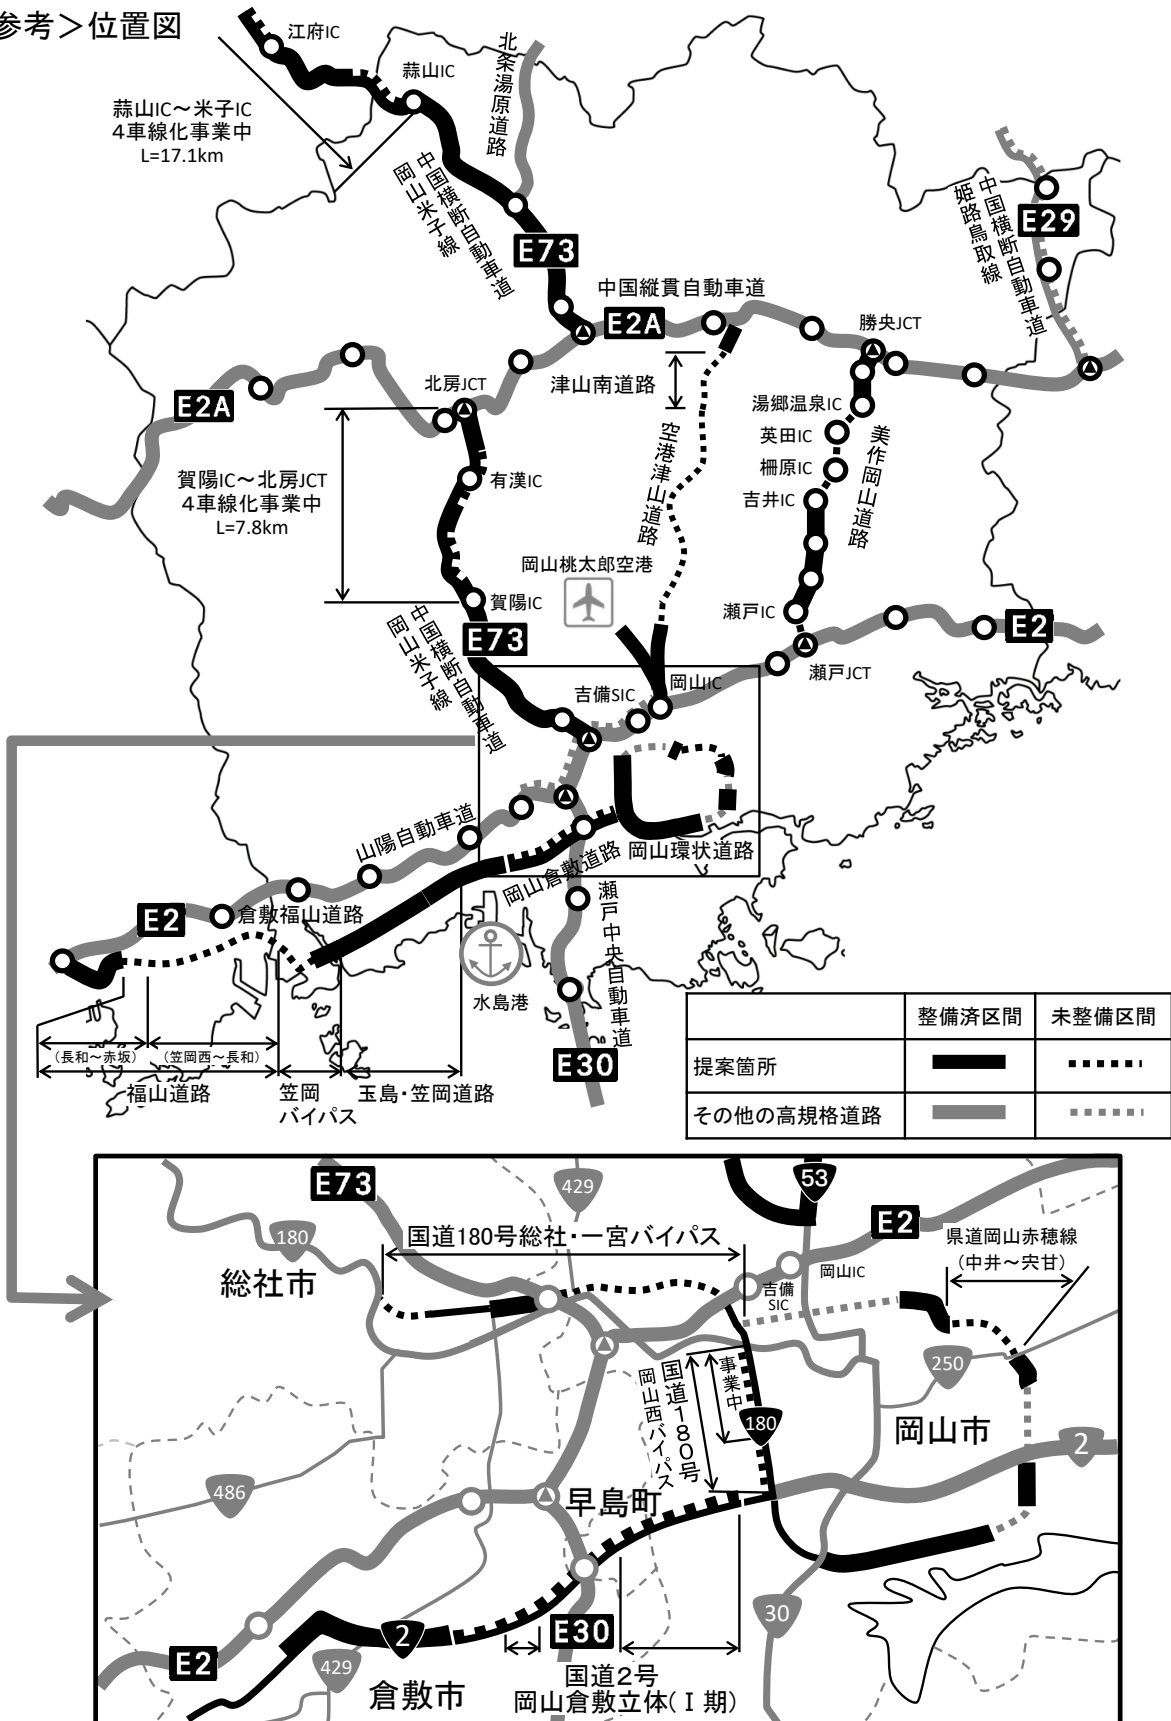 参考＞位置図
江府IC
蒜山IC
北条湯原道路
蒜山IC～米子IC
４車線化事業中
L=17.1km
中国横断自動車道
岡山米子線
E73
中国横断自動車道
姫路鳥取線
E29
中国縦貫自動車道
E2A
勝央JCT
北房JCT
津山南道路
E2A
湯郷温泉IC
英田IC
美作岡山道路
空港津山道路
柵原IC
吉井IC
賀陽IC～北房JCT
４車線化事業中
L=7.8km
有漢IC
岡山桃太郎空港
賀陽IC
瀬戸IC
E73
E2
中国横断自動車道
岡山米子線
瀬戸JCT
吉備SIC
岡山IC
山陽自動車道
岡山倉敷道路
岡山環状道路
瀬戸中央自動車道
E2
倉敷福山道路
水島港
E30
（長和～赤坂）
（笠岡西～長和）
福山道路
笠岡
バイパス
玉島・笠岡道路
整備済区間
未整備区間
提案箇所
その他の高規格道路
E73
429
53
E2
180
国道180号総社・一宮バイパス
県道岡山赤穂線
（中井～宍甘）
総社市
岡山IC
吉備
SIC
事業中
国道１８０号
岡山西バイパス
250
180
岡山市
2
486
早島町
30
E30
2
E2
429
国道２号
岡山倉敷立体（Ⅰ期）
倉敷市